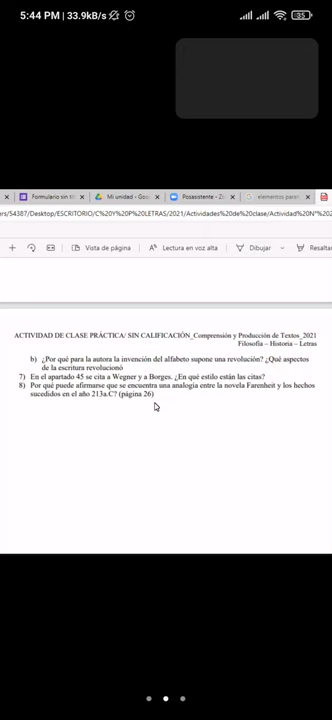 5:44 PM | 33.9kB/s
35
Formulario sin tít
Mi unidad - Goog
Posasistente - Z
elementos parat
ers/54387/Desktop/ESCRITORIO/C%20Y%20P%20LETRAS/2021/Actividades%20de%20clase/Actividad%20N°%202
Vista de página
Lectura en voz alta
Dibujar
Resaltar
ACTIVIDAD DE CLASE PRÁCTICA/ SIN CALIFICACIÓN_Comprensión y Producción de Textos_2021
Filosofía – Historia – Letras
b) ¿Por qué para la autora la invención del alfabeto supone una revolución? ¿Qué aspectos
de la escritura revolucionó
7) En el apartado 45 se cita a Wegner y a Borges. ¿En qué estilo están las citas?
8) Por qué puede afirmarse que se encuentra una analogía entre la novela Farenheit y los hechos
sucedidos en el año 213a.C? (página 26)